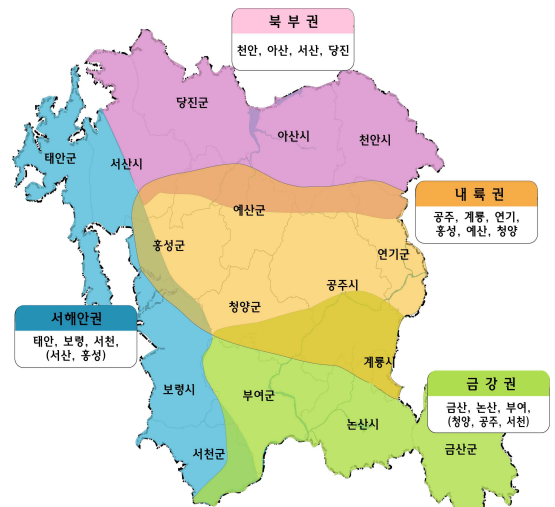 북 부 권
천안, 아산, 서산, 당진
당진군
아산시
천안시
태안군
서산시
내 륙 권
공주, 계룡, 연기,
홍성, 예산, 청양
예산군
홍성군
연기군
공주시
청양군
서해안권
태안, 보령, 서천,
(서산, 홍성)
계룡시
금 강 권
금산, 논산, 부여,
(청양, 공주, 서천)
보령시
부여군
논산시
서천군
금산군